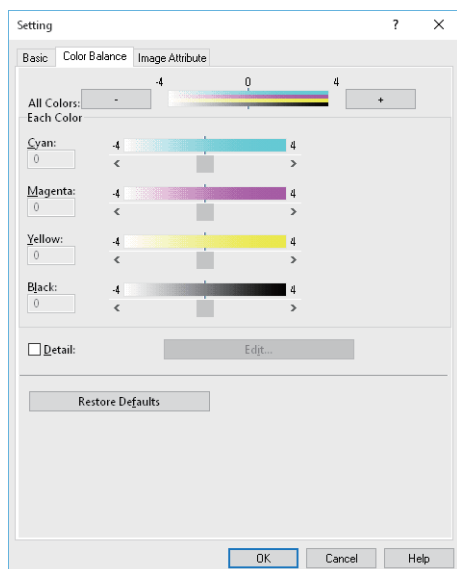 Setting ? ×
Basic Color Balance Image Attribute
-4 0 4
All Colors: - +
Each Color
Cyan: -4 4
0 < >
Magenta: -4 4
0 < >
Yellow: -4 4
0 < >
Black: -4 4
0 < >
Detail: Edit...
Restore Defaults
OK Cancel Help